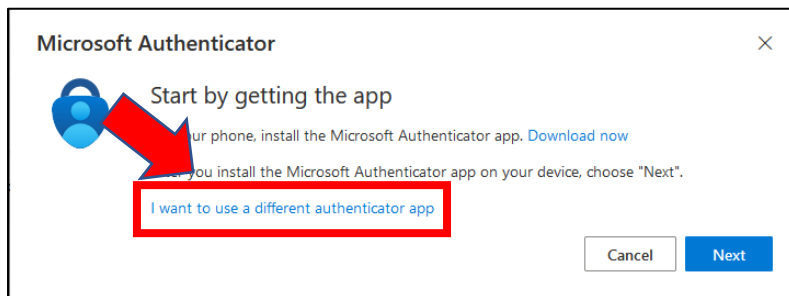 Microsoft Authenticator
Start by getting the app
your phone, install the Microsoft Authenticator app. Download now
you install the Microsoft Authenticator app on your device, choose "Next".
I want to use a different authenticator app
Cancel
Next